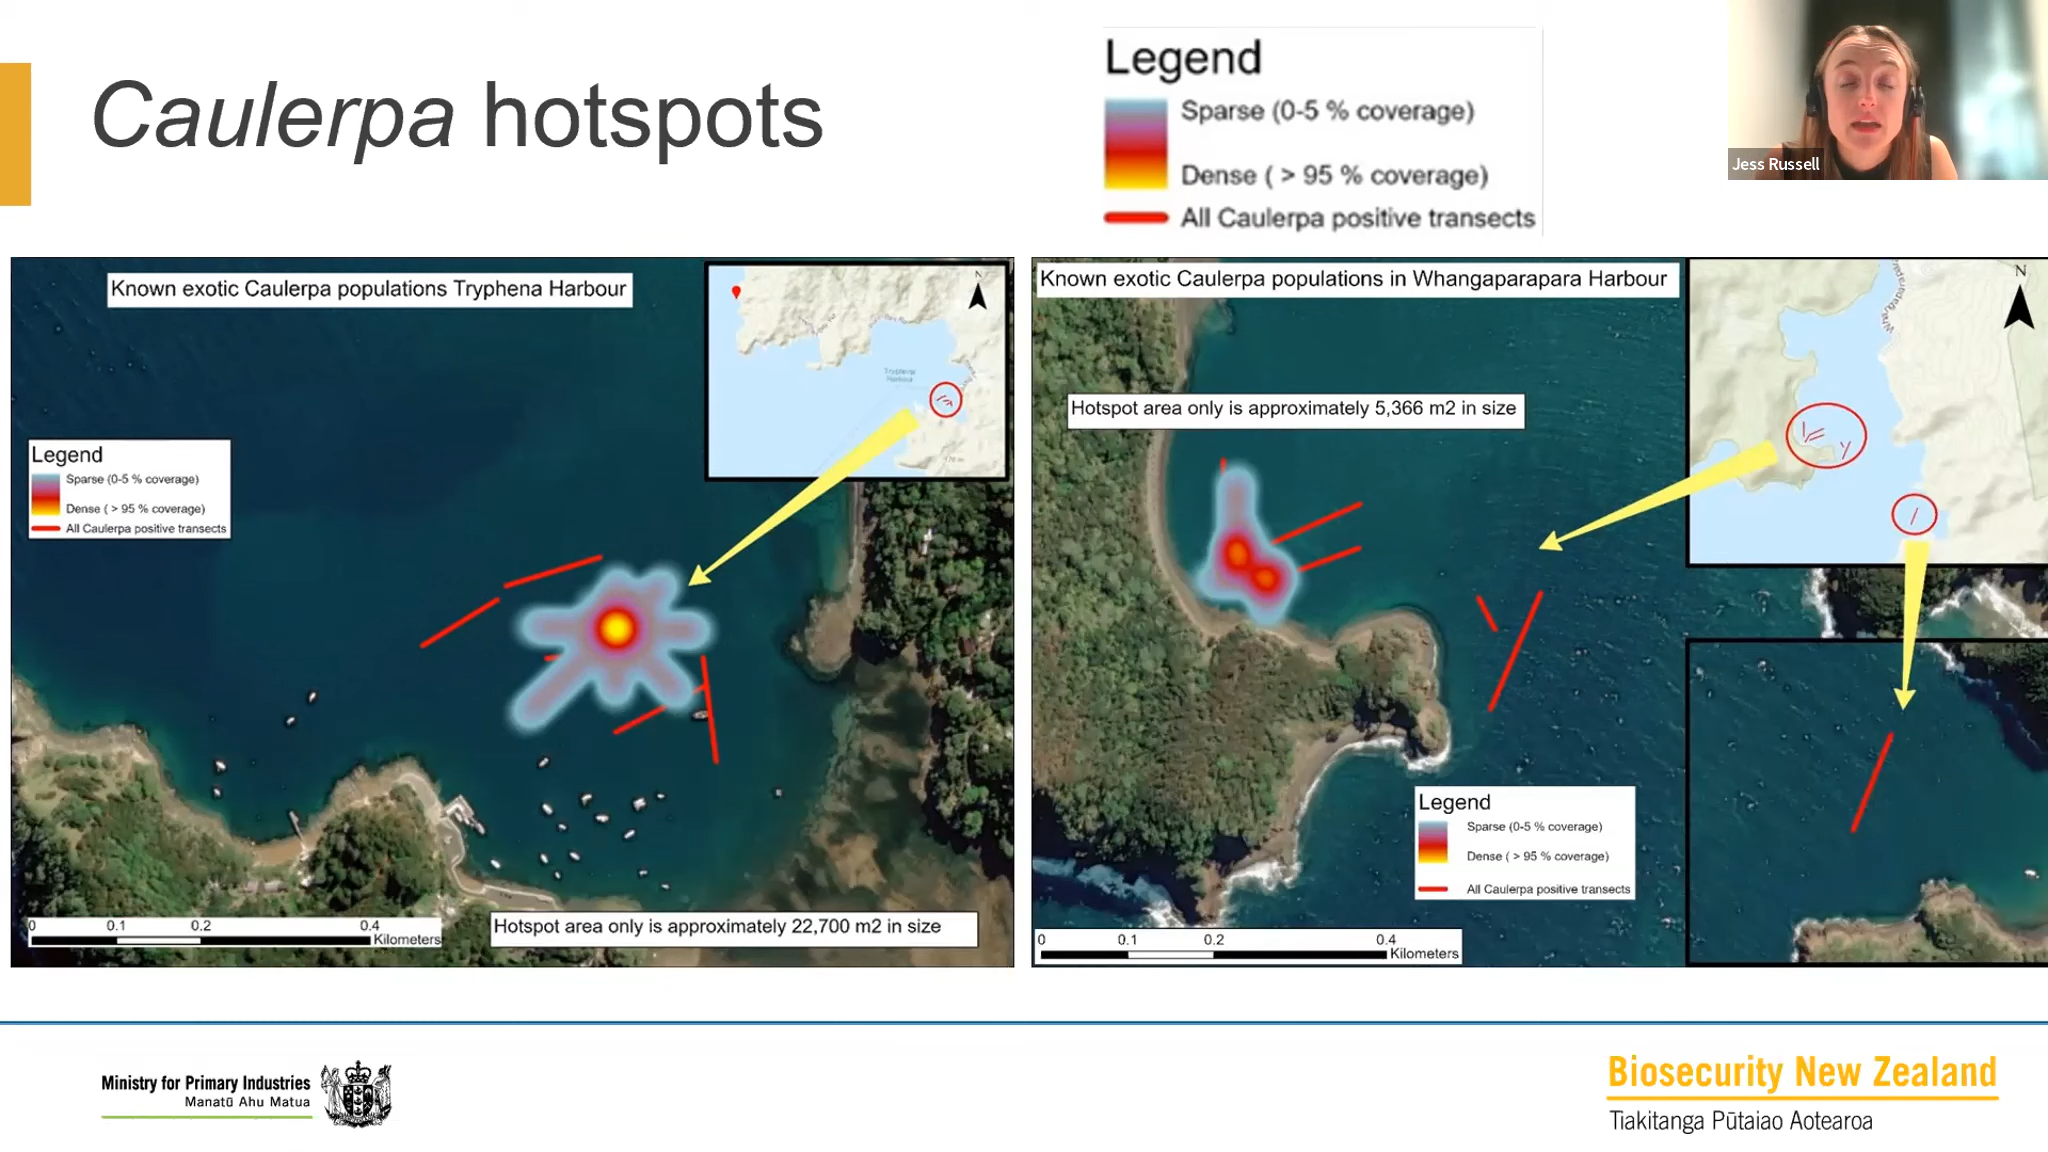 Caulerpa hotspots
Legend
Sparse (0-5 % coverage)
Dense ( > 95 % coverage)
All Caulerpa positive transects
Jess Russell
Known exotic Caulerpa populations Tryphena Harbour
N
Tryphena
Harbour
Legend
Sparse (0-5 % coverage)
Dense ( > 95 % coverage)
All Caulerpa positive transects
0 0.1 0.2 0.4
Kilometers
Hotspot area only is approximately 22,700 m2 in size
Known exotic Caulerpa populations in Whangaparapara Harbour
N
Hotspot area only is approximately 5,366 m2 in size
Legend
Sparse (0-5 % coverage)
Dense ( > 95 % coverage)
All Caulerpa positive transects
0 0.1 0.2 0.4
Kilometers
Ministry for Primary Industries
Manatū Ahu Matua
Biosecurity New Zealand
Tiakitanga Pūtaiao Aotearoa